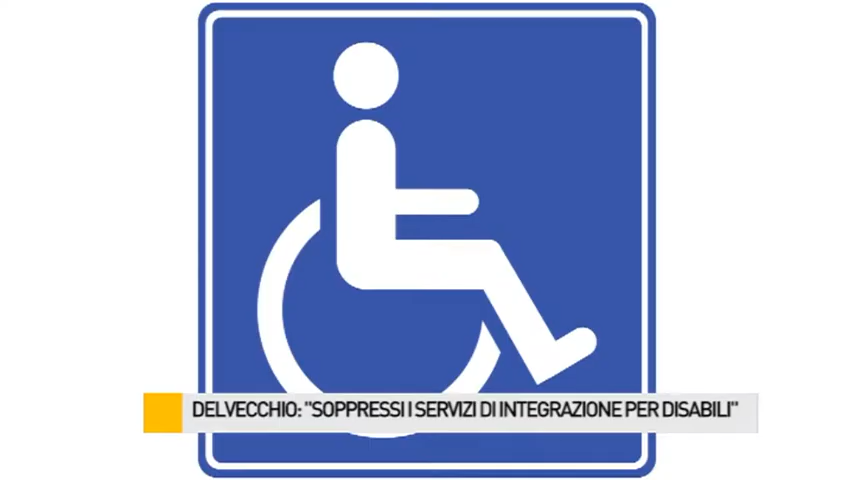 DELVECCHIO: "SOPPRESSI I SERVIZI DI INTEGRAZIONE PER DISABILI"